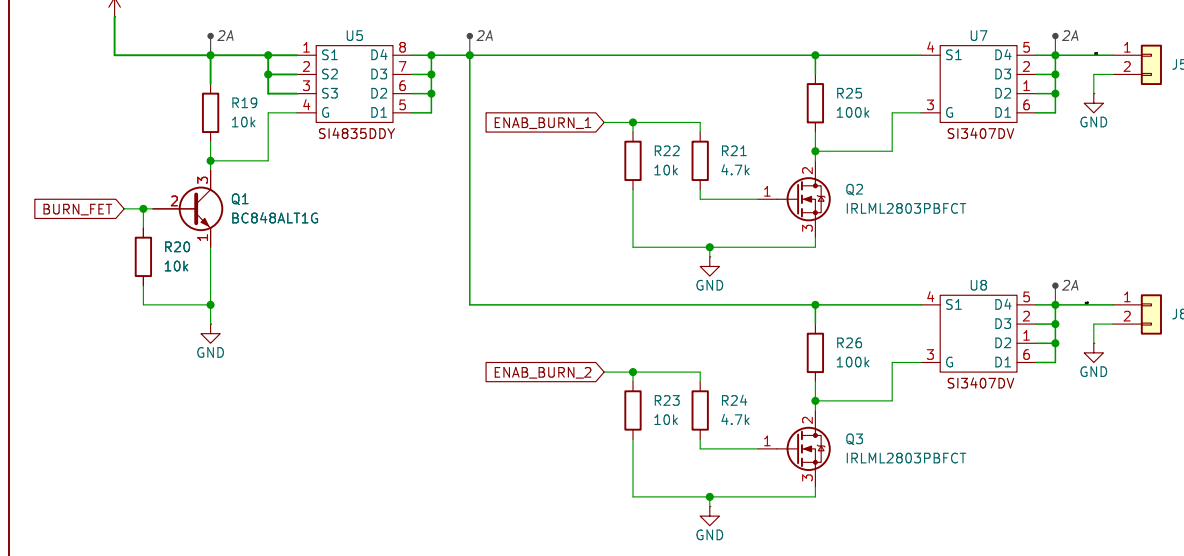 2A
U5
1 S1 D4 8
2 S2 D3 7
3 S3 D2 6
4 G D1 5
SI4835DDY
R19
10k
BURN_FET
2
3
1
Q1
BC848ALT1G
R20
10k
GND
2A
U7
4 S1 D4 5
D3 2
D2 1
3 G D1 6
SI3407DV
2A
1
2
J5
GND
R25
100k
ENAB_BURN_1
R22
10k
R21
4.7k
1
2
3
Q2
IRLML2803PBFCT
GND
U8
4 S1 D4 5
D3 2
D2 1
3 G D1 6
SI3407DV
2A
1
2
J8
GND
R26
100k
ENAB_BURN_2
R23
10k
R24
4.7k
1
2
3
Q3
IRLML2803PBFCT
GND